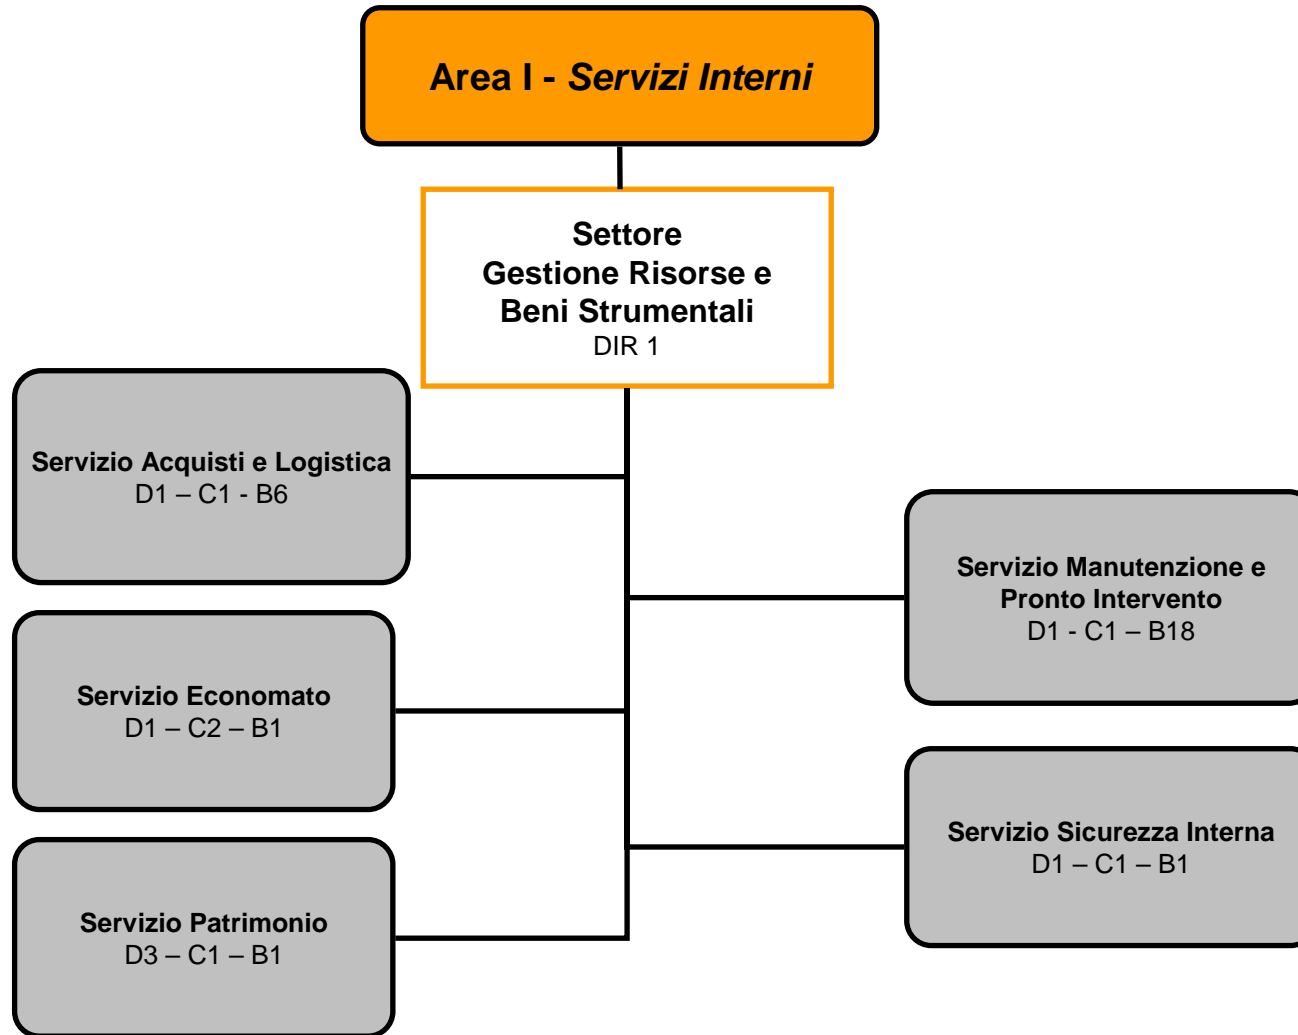 Area I - Servizi Interni
Settore
Gestione Risorse e
Beni Strumentali
DIR 1
Servizio Acquisti e Logistica
D1 – C1 - B6
Servizio Manutenzione e
Pronto Intervento
D1 - C1 – B18
Servizio Economato
D1 – C2 – B1
Servizio Sicurezza Interna
D1 – C1 – B1
Servizio Patrimonio
D3 – C1 – B1